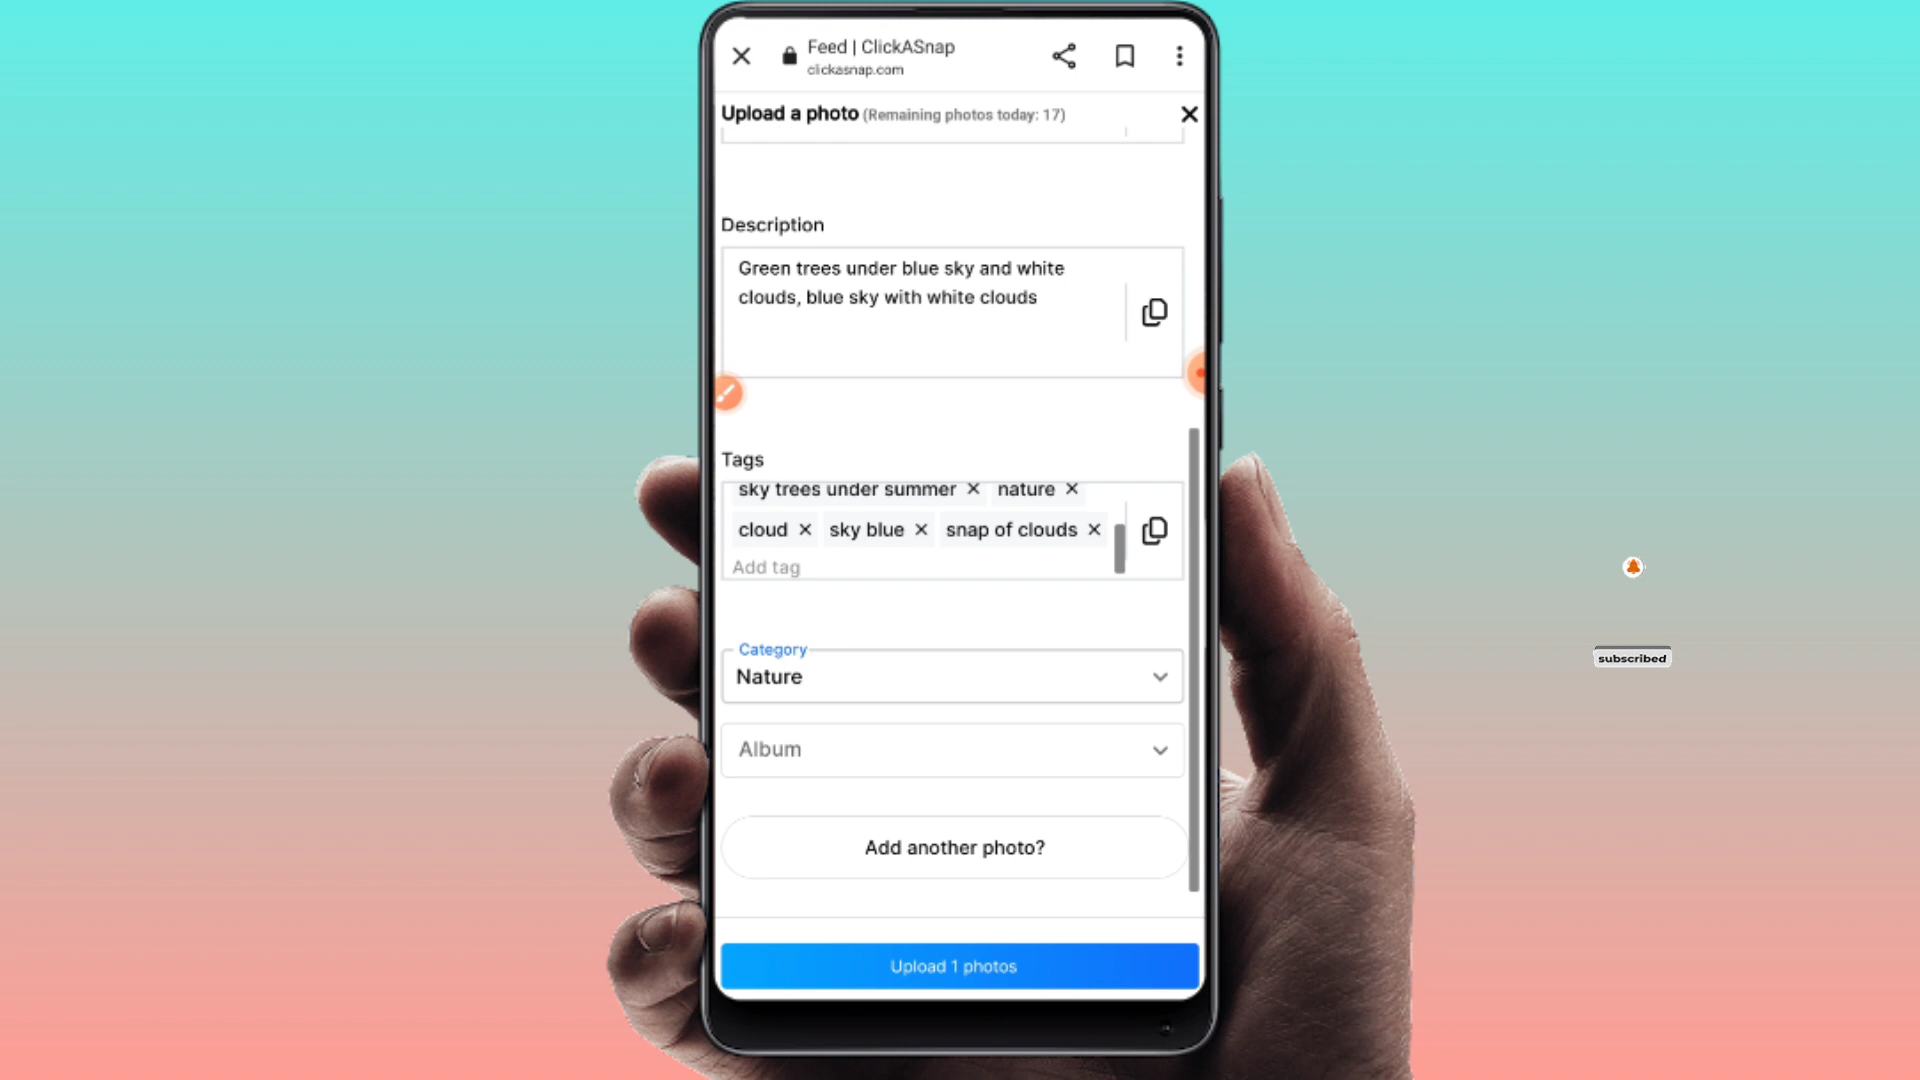 Feed | ClickASnap
clickasnap.com
Upload a photo (Remaining photos today: 17)
Description
Green trees under blue sky and white
clouds, blue sky with white clouds
Tags
sky trees under summer × nature ×
cloud × sky blue × snap of clouds ×
Add tag
Category
Nature
Album
Add another photo?
Upload 1 photos
subscribed